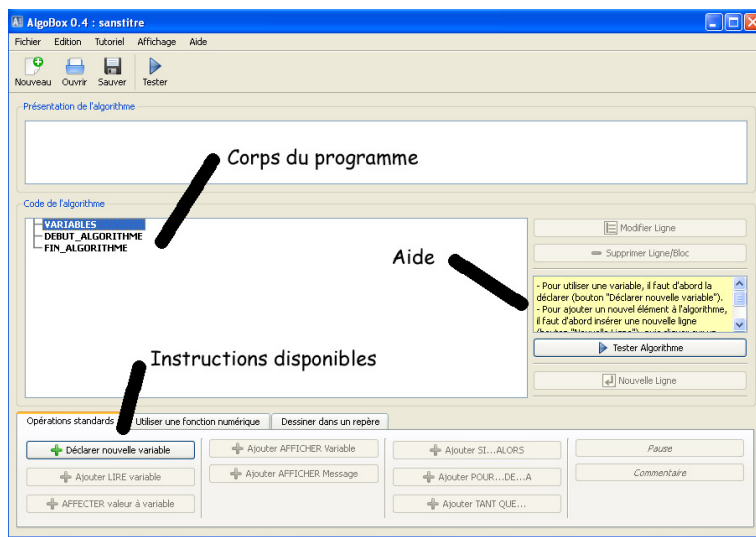 AlgoBox 0.4 : sanstitre
Fichier Edition Tutoriel Affichage Aide
Nouveau Ouvrir Sauver Tester
Présentation de l'algorithme
Corps du programme
Code de l'algorithme
VARIABLES
DEBUT_ALGORITHME
FIN_ALGORITHME
Modifier Ligne
Supprimer Ligne/Bloc
Aide
- Pour utiliser une variable, il faut d'abord la
déclarer (bouton "Déclarer nouvelle variable").
- Pour ajouter un nouvel élément à l'algorithme,
il faut d'abord insérer une nouvelle ligne
Tester Algorithme
Nouvelle Ligne
Instructions disponibles
Opérations standards Utiliser une fonction numérique Dessiner dans un repère
Déclarer nouvelle variable Ajouter AFFICHER Variable Ajouter SI...ALORS Pause
Ajouter LIRE variable Ajouter AFFICHER Message Ajouter POUR...DE...A Commentaire
AFFECTER valeur à variable Ajouter TANT QUE...